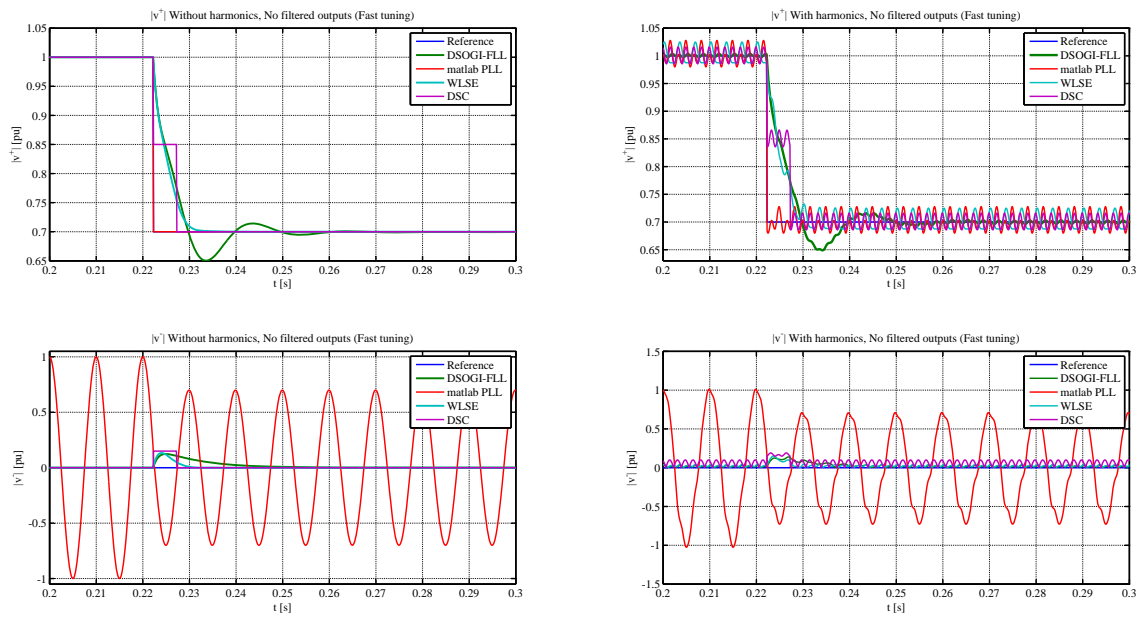 |v⁺| Without harmonics, No filtered outputs (Fast tuning)
1.05
1
0.95
0.9
0.85
0.8
0.75
0.7
0.65
|v⁺| [pu]
Reference
DSOGI-FLL
matlab PLL
WLSE
DSC
0.2 0.21 0.22 0.23 0.24 0.25 0.26 0.27 0.28 0.29 0.3
t [s]
|v⁺| With harmonics, No filtered outputs (Fast tuning)
1.05
1
0.95
0.9
0.85
0.8
0.75
0.7
0.65
|v⁺| [pu]
Reference
DSOGI-FLL
matlab PLL
WLSE
DSC
0.2 0.21 0.22 0.23 0.24 0.25 0.26 0.27 0.28 0.29 0.3
t [s]
|v⁻| Without harmonics, No filtered outputs (Fast tuning)
1
0.5
0
-0.5
-1
|v⁻| [pu]
Reference
DSOGI-FLL
matlab PLL
WLSE
DSC
0.2 0.21 0.22 0.23 0.24 0.25 0.26 0.27 0.28 0.29 0.3
t [s]
|v⁻| With harmonics, No filtered outputs (Fast tuning)
1.5
1
0.5
0
-0.5
-1
-1.5
|v⁻| [pu]
Reference
DSOGI-FLL
matlab PLL
WLSE
DSC
0.2 0.21 0.22 0.23 0.24 0.25 0.26 0.27 0.28 0.29 0.3
t [s]